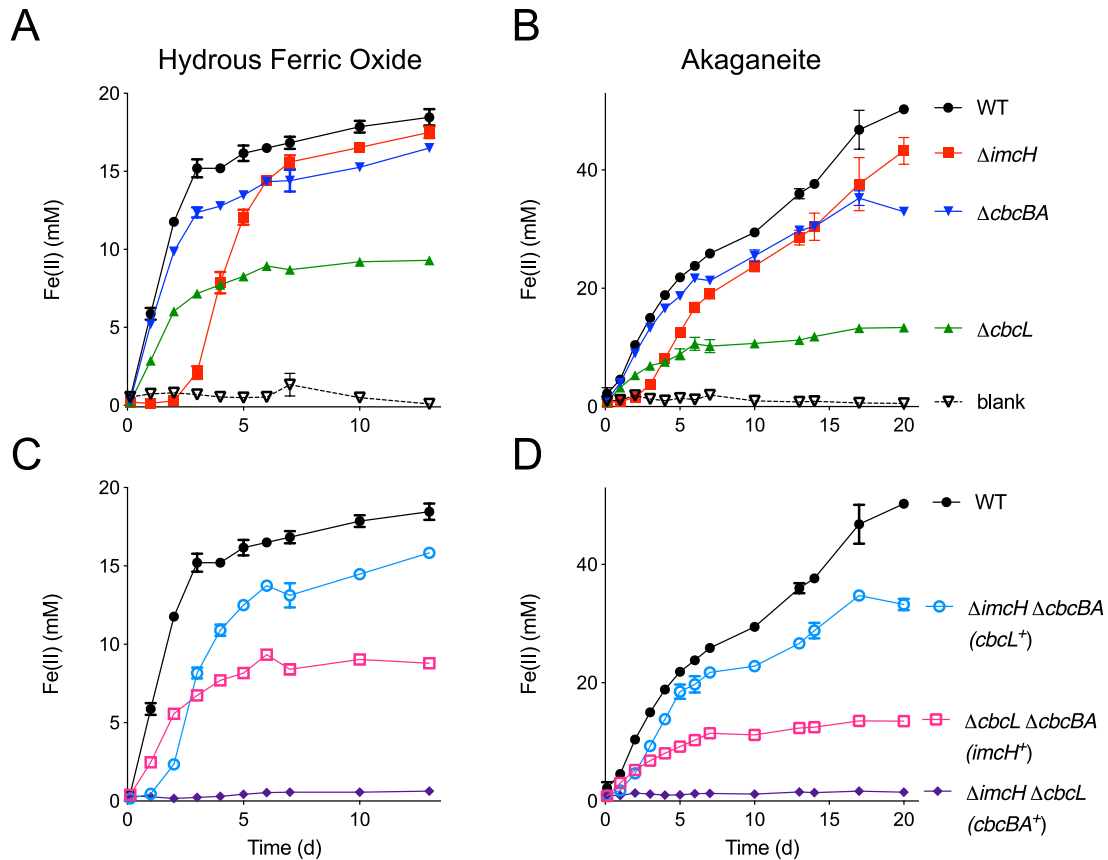 A
Hydrous Ferric Oxide
20
15
10
5
0
Fe(II) (mM)
0
5
10
B
Akaganeite
40
20
0
Fe(II) (mM)
0
5
10
15
20
WT
ΔimcH
ΔcbcBA
ΔcbcL
blank
C
20
15
10
5
0
Fe(II) (mM)
0
5
10
Time (d)
D
40
20
0
Fe(II) (mM)
0
5
10
15
20
Time (d)
WT
ΔimcH ΔcbcBA
(cbcL⁺)
ΔcbcL ΔcbcBA
(imcH⁺)
ΔimcH ΔcbcL
(cbcBA⁺)